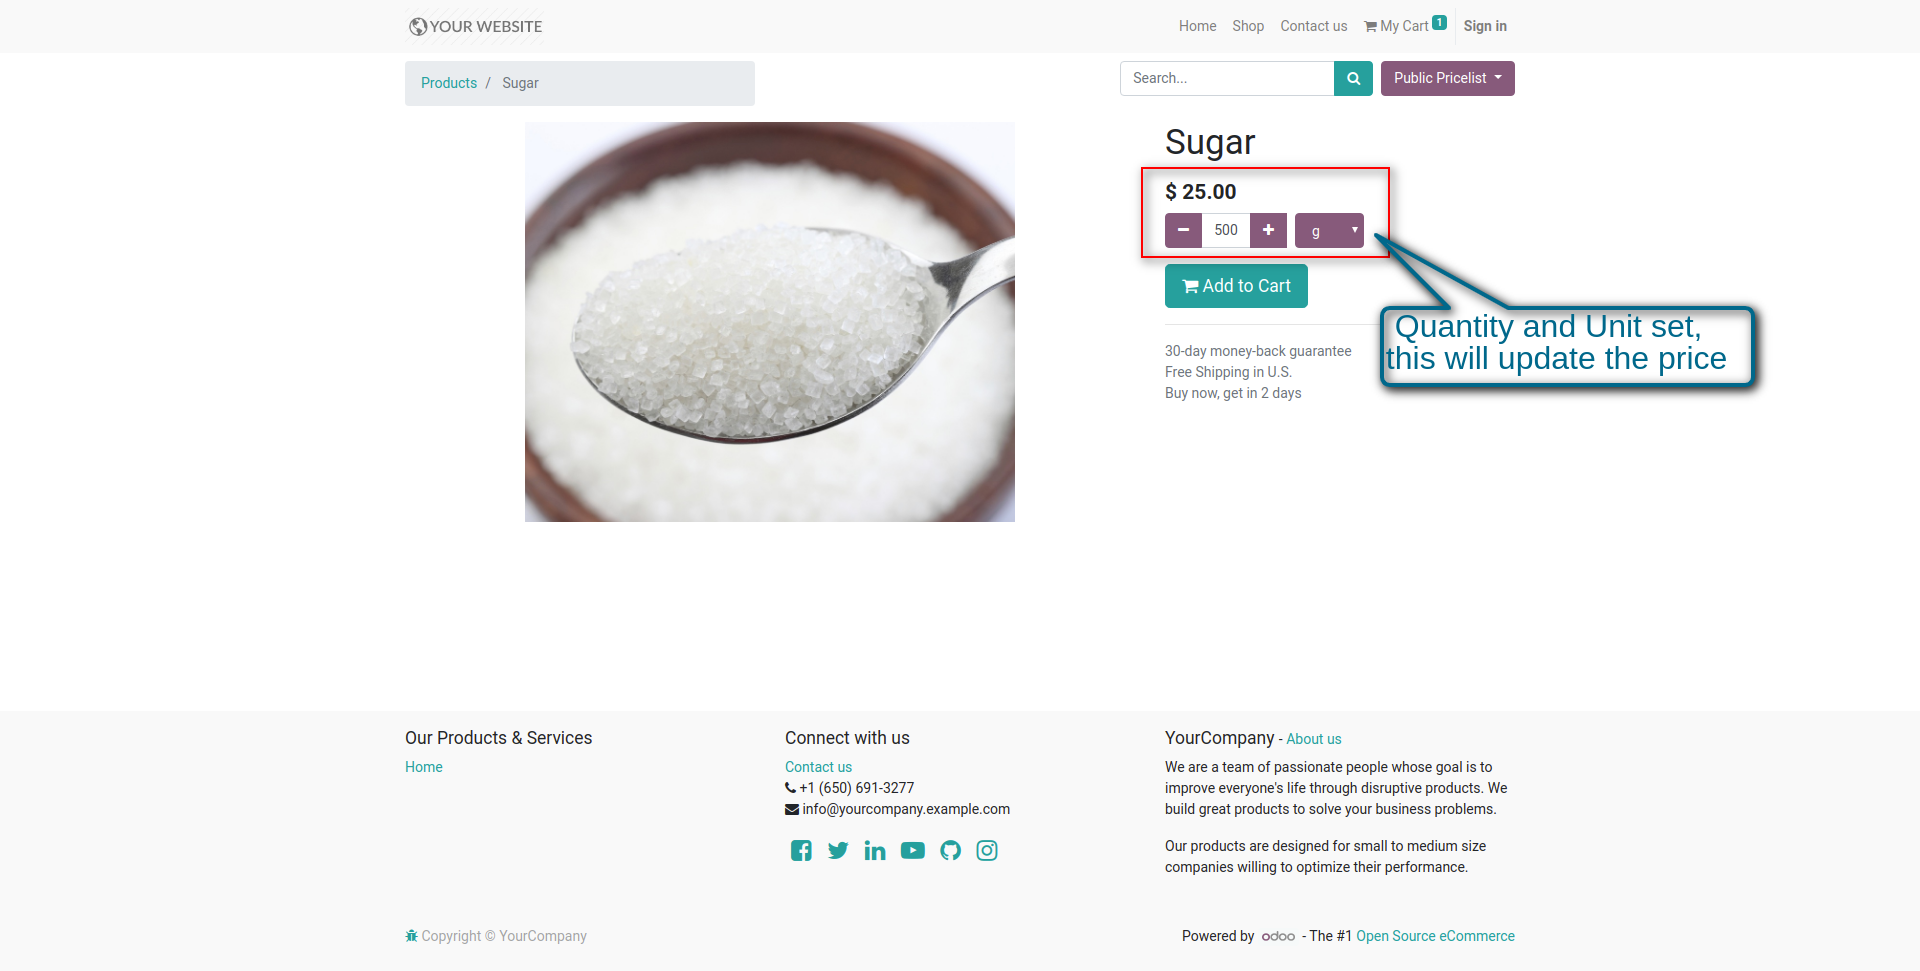 YOUR WEBSITE
Home Shop Contact us My Cart 1 Sign in
Products / Sugar
Search...
Public Pricelist
Sugar
$ 25.00
500 g
Add to Cart
Quantity and Unit set,
this will update the price
30-day money-back guarantee
Free Shipping in U.S.
Buy now, get in 2 days
Our Products & Services
Home
Connect with us
Contact us
+1 (650) 691-3277
info@yourcompany.example.com
YourCompany - About us
We are a team of passionate people whose goal is to
improve everyone's life through disruptive products. We
build great products to solve your business problems.
Our products are designed for small to medium size
companies willing to optimize their performance.
Copyright © YourCompany
Powered by odoo - The #1 Open Source eCommerce